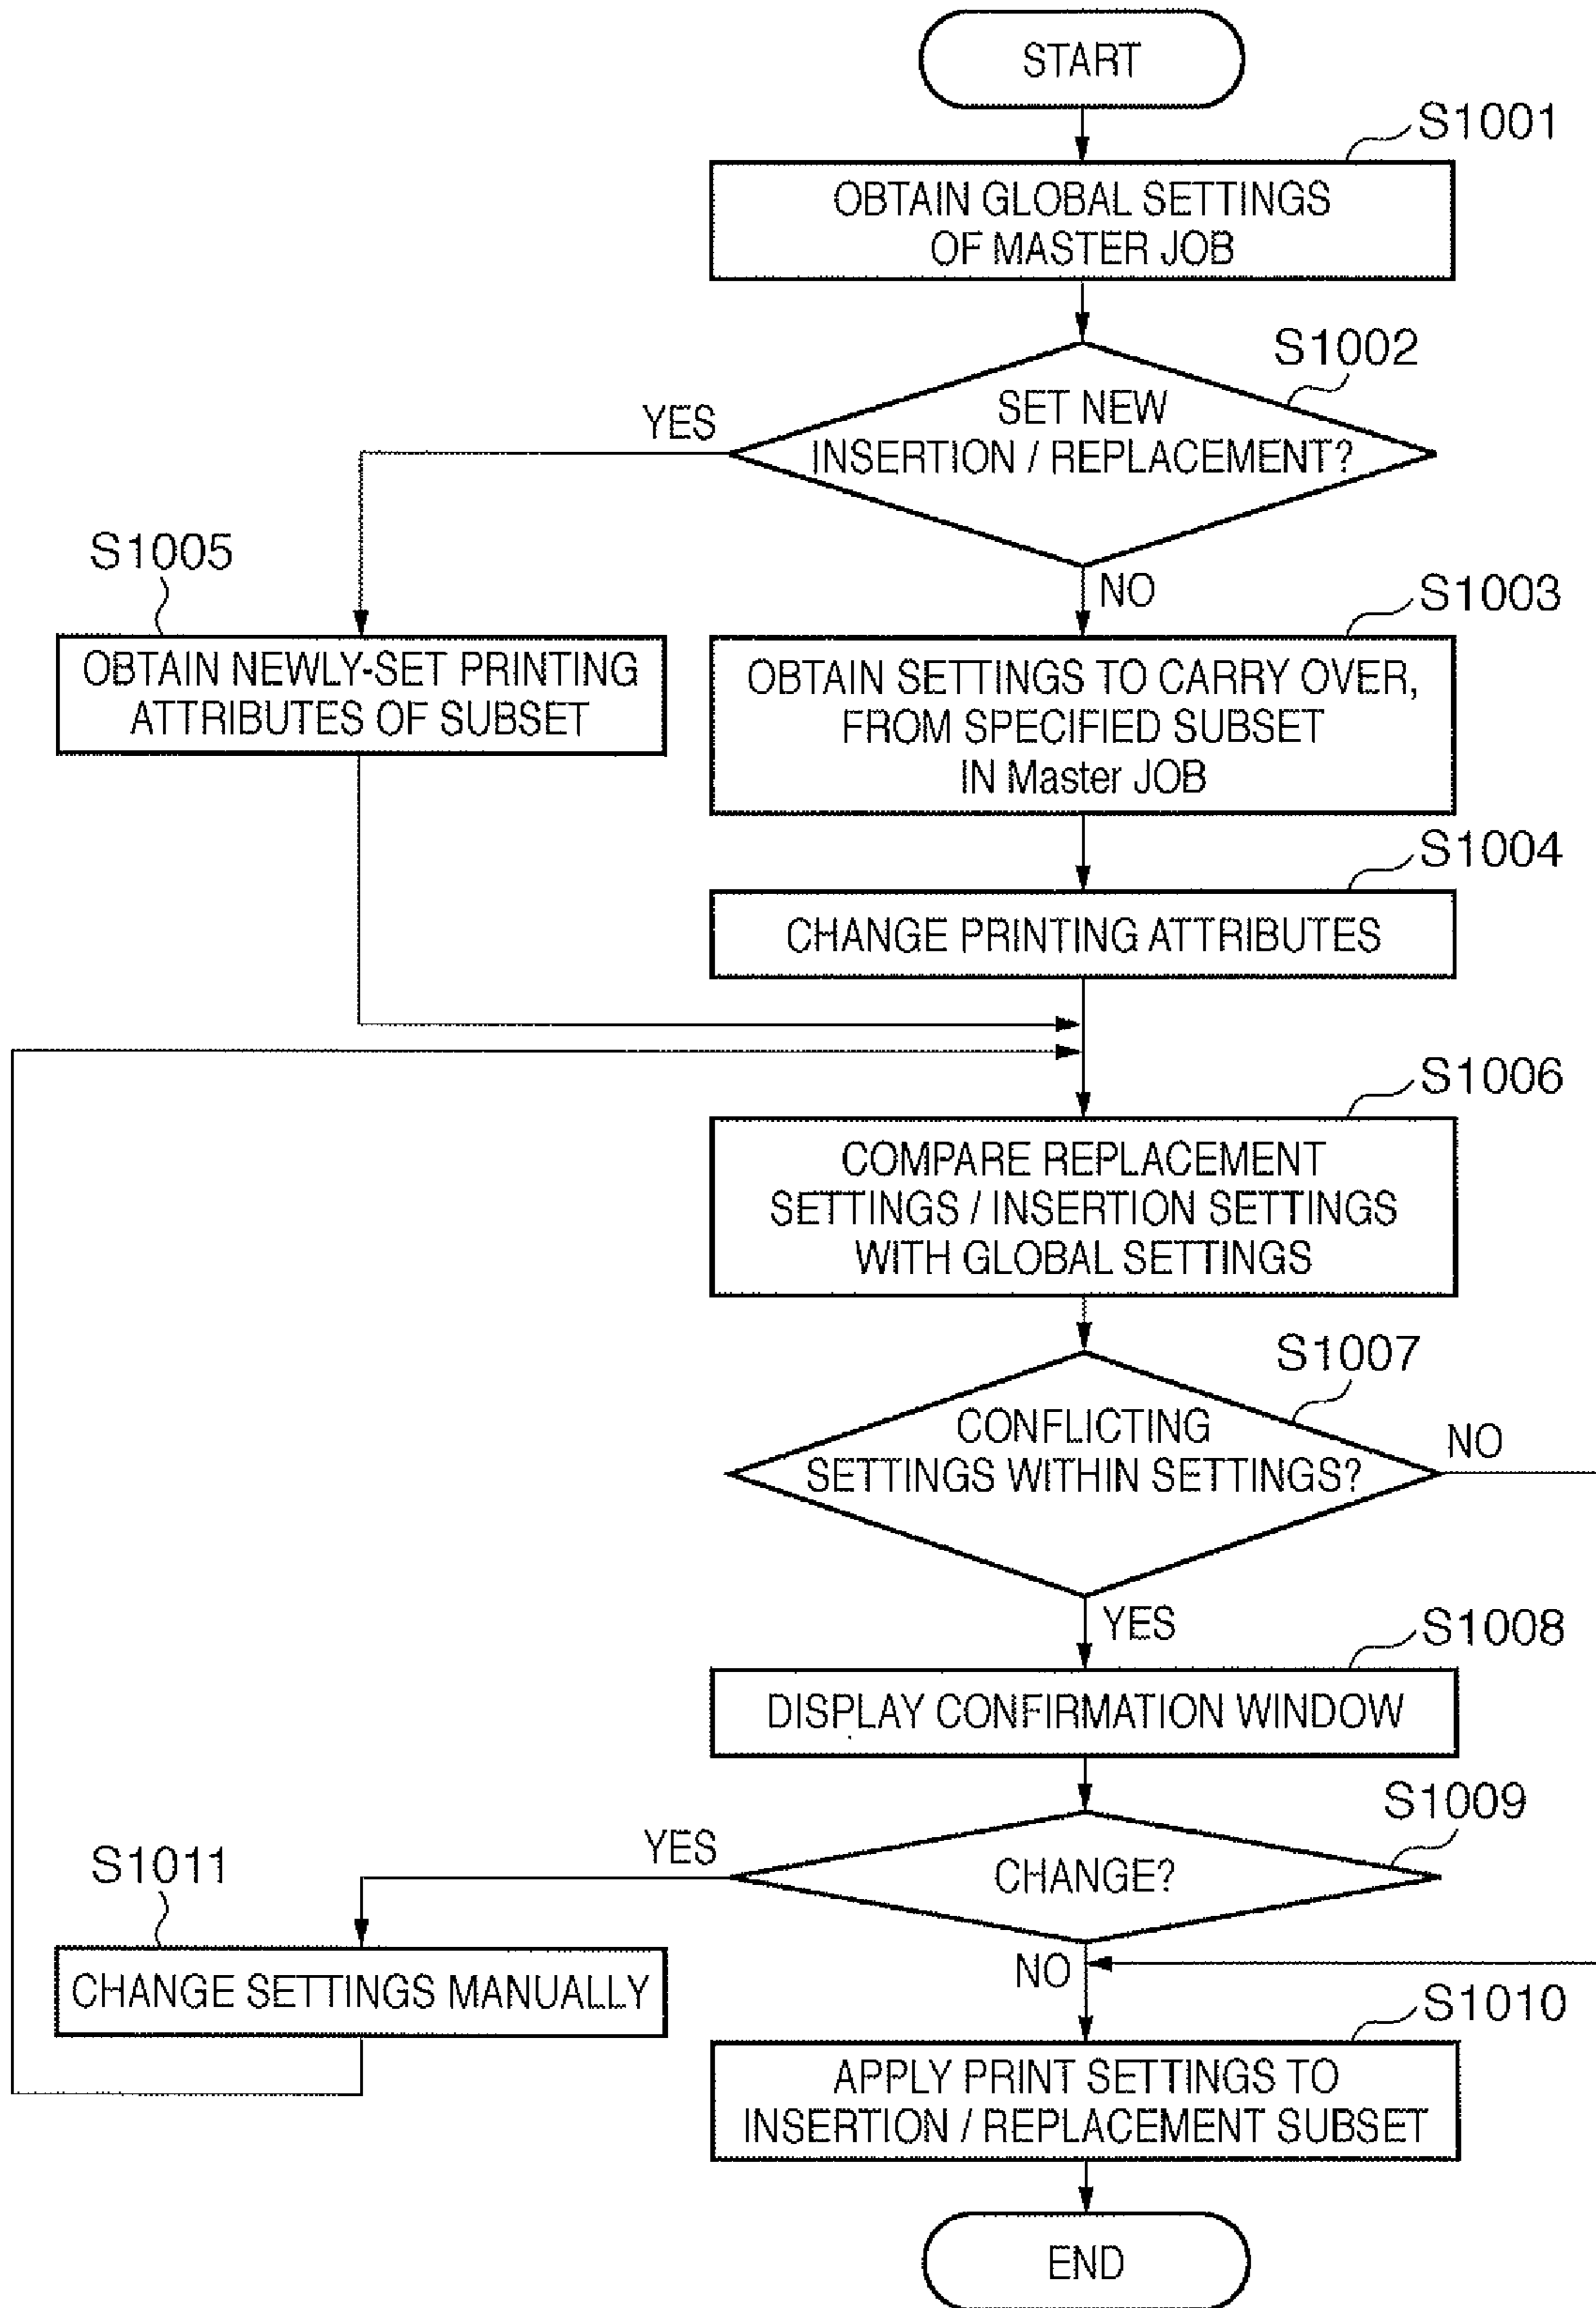 START
S1001
OBTAIN GLOBAL SETTINGS
OF MASTER JOB
S1002
SET NEW
INSERTION / REPLACEMENT?
YES
NO
S1005
OBTAIN NEWLY-SET PRINTING
ATTRIBUTES OF SUBSET
S1003
OBTAIN SETTINGS TO CARRY OVER,
FROM SPECIFIED SUBSET
IN Master JOB
S1004
CHANGE PRINTING ATTRIBUTES
S1006
COMPARE REPLACEMENT
SETTINGS / INSERTION SETTINGS
WITH GLOBAL SETTINGS
S1007
CONFLICTING
SETTINGS WITHIN SETTINGS?
NO
YES
S1008
DISPLAY CONFIRMATION WINDOW
S1009
CHANGE?
YES
NO
S1011
CHANGE SETTINGS MANUALLY
S1010
APPLY PRINT SETTINGS TO
INSERTION / REPLACEMENT SUBSET
END